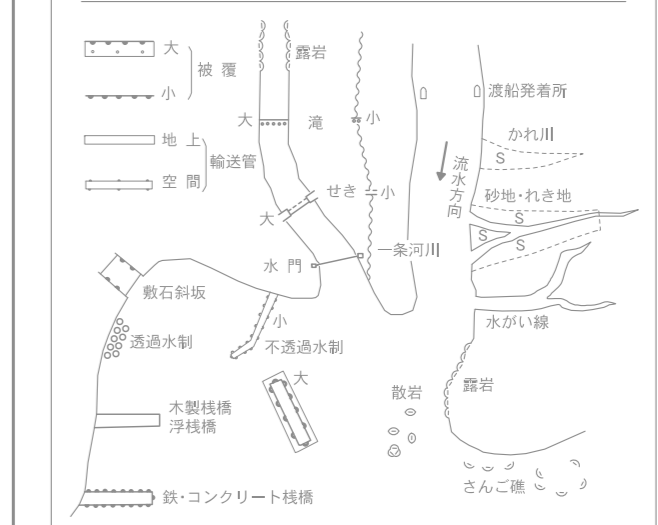 大
被覆
小
地上
輸送管
空間
露岩
大
滝
小
せき
小
大
水門
一条河川
流水方向
渡船発着所
かれ川
S
砂地・れき地
S
S
S
水がい線
敷石斜坂
透過水制
小
不透過水制
大
木製桟橋
浮桟橋
鉄・コンクリート桟橋
散岩
露岩
さんご礁